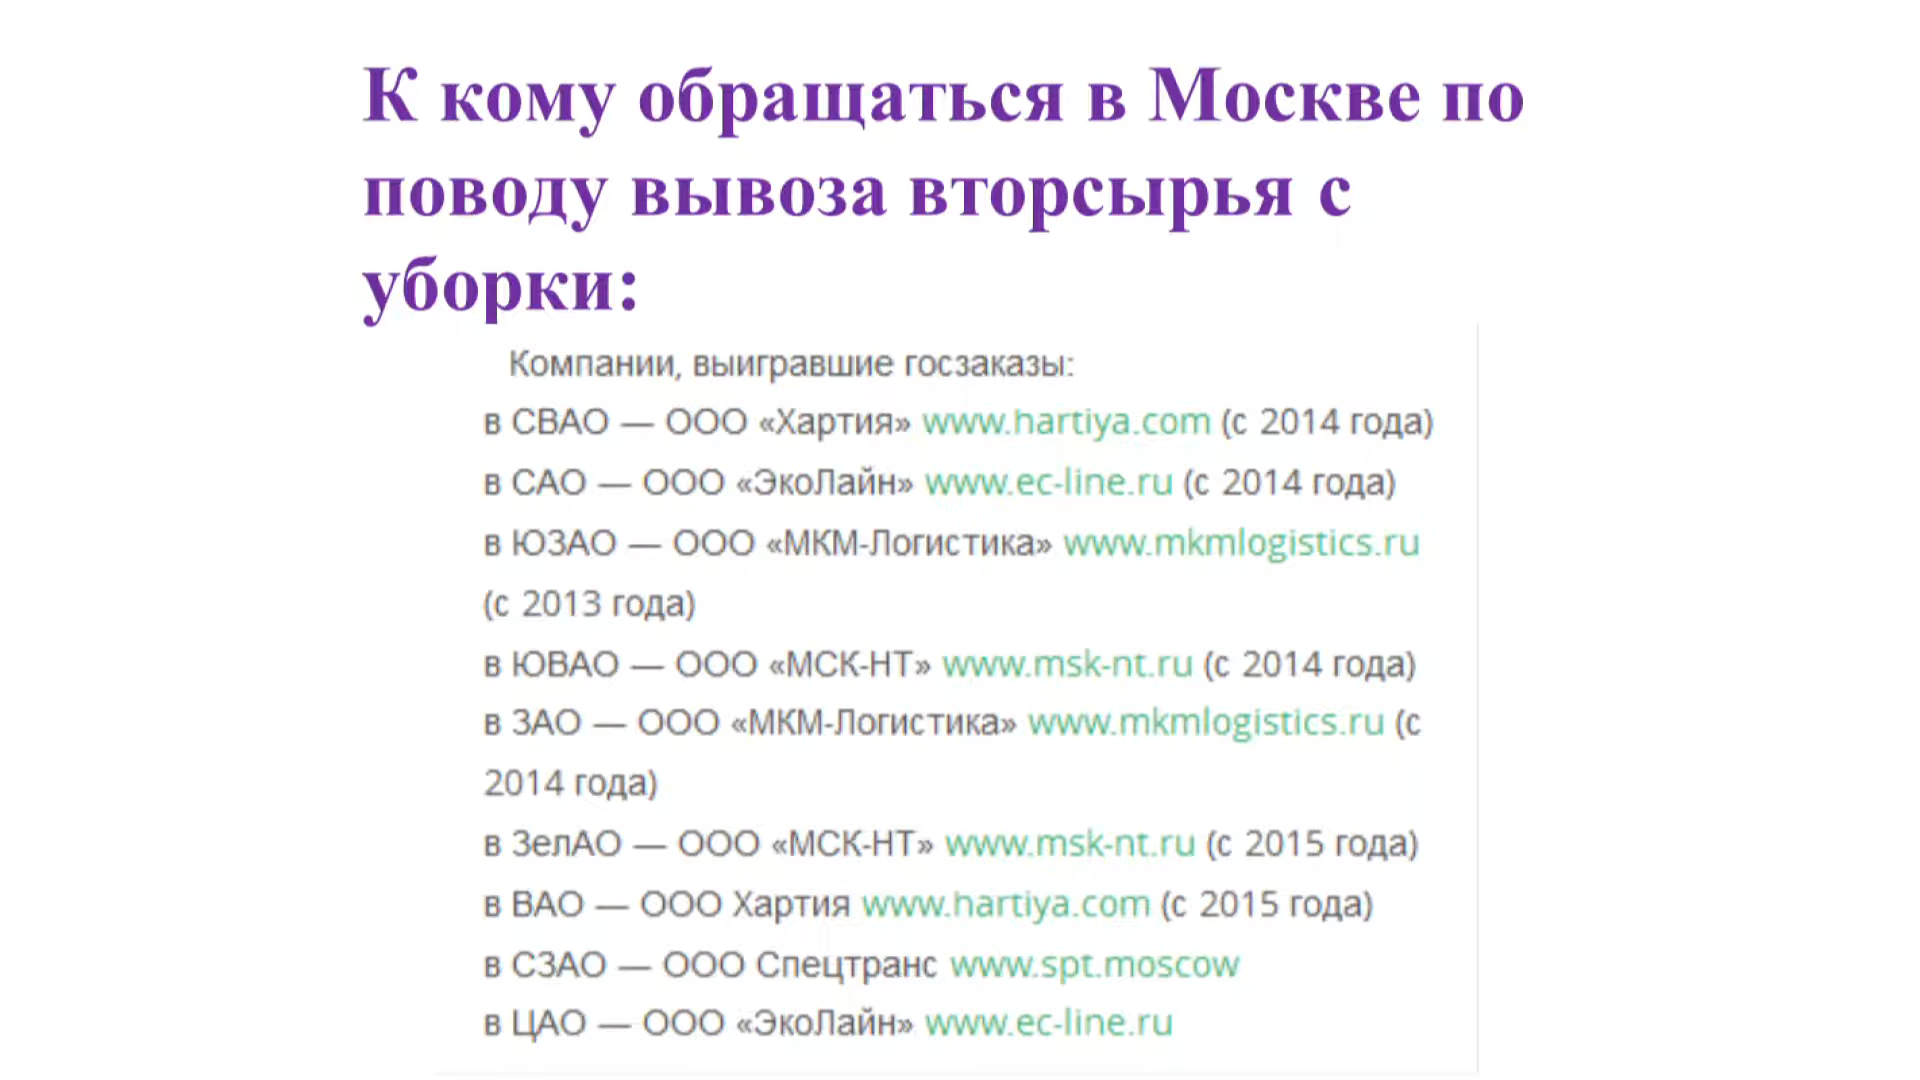 К кому обращаться в Москве по
поводу вывоза вторсырья с
уборки:
Компании, выигравшие госзаказы:
в СВАО — ООО «Хартия» www.hartiya.com (с 2014 года)
в САО — ООО «ЭкоЛайн» www.ec-line.ru (с 2014 года)
в ЮЗАО — ООО «МКМ-Логистика» www.mkmlogistics.ru
(с 2013 года)
в ЮВАО — ООО «МСК-НТ» www.msk-nt.ru (с 2014 года)
в ЗАО — ООО «МКМ-Логистика» www.mkmlogistics.ru (с
2014 года)
в ЗелАО — ООО «МСК-НТ» www.msk-nt.ru (с 2015 года)
в ВАО — ООО Хартия www.hartiya.com (с 2015 года)
в СЗАО — ООО Спецтранс www.spt.moscow
в ЦАО — ООО «ЭкоЛайн» www.ec-line.ru